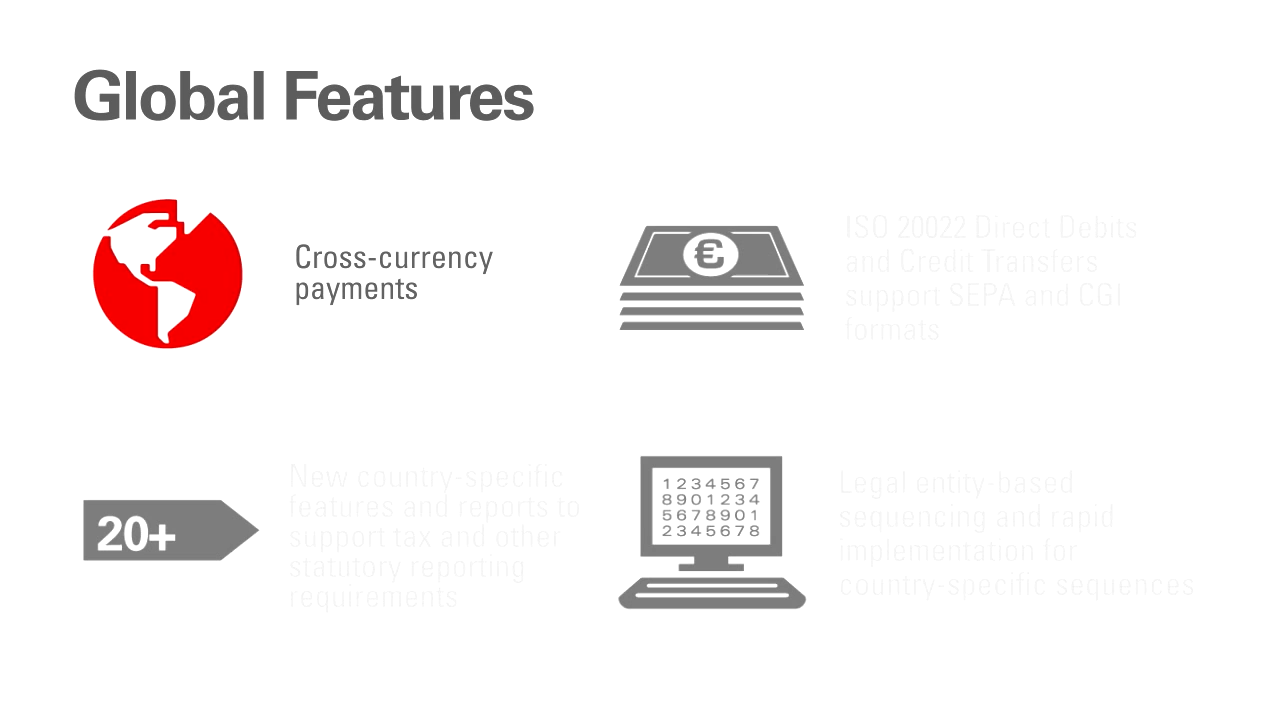 Global Features
Cross-currency
payments
€
ISO 20022 Direct Debits
and Credit Transfers
support SEPA and CGI
formats
20+
New country-specific
features and reports to
support tax and other
statutory reporting
requirements
1234567
8901234
5678901
2345678
Legal entity-based
sequencing and rapid
implementation for
country-specific sequences